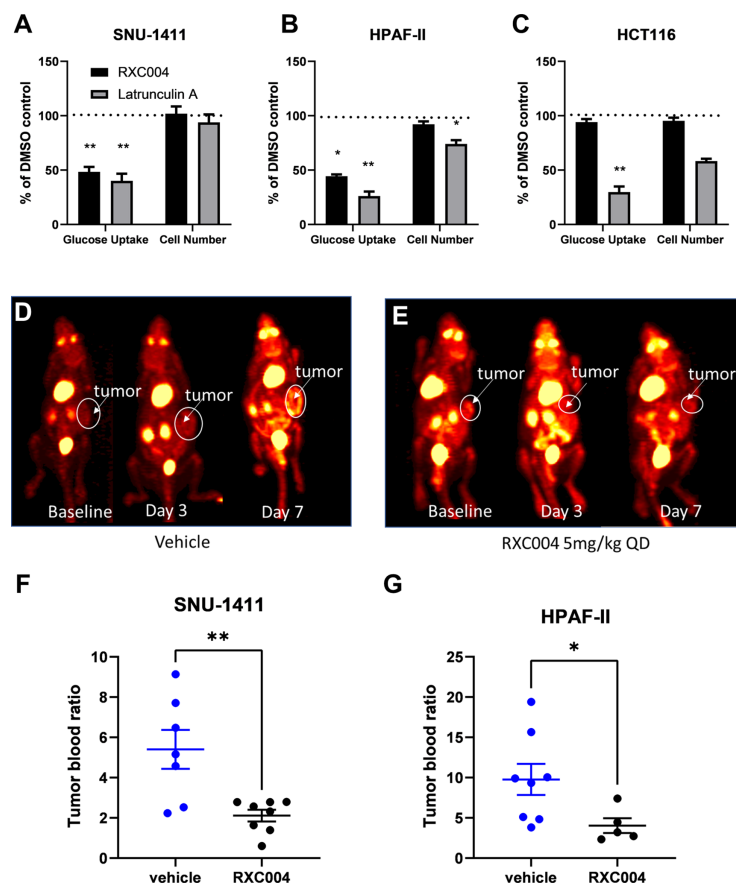 A
SNU-1411
% of DMSO control
150
100
50
0
RXC004
Latrunculin A
** **
Glucose Uptake Cell Number
B
HPAF-II
% of DMSO control
150
100
50
0
* ** *
Glucose Uptake Cell Number
C
HCT116
% of DMSO control
150
100
50
0
**
Glucose Uptake Cell Number
D
tumor tumor tumor
Baseline Day 3 Day 7
Vehicle
E
tumor tumor tumor
Baseline Day 3 Day 7
RXC004 5mg/kg QD
F
SNU-1411
**
Tumor blood ratio
10
8
6
4
2
0
vehicle RXC004
G
HPAF-II
*
Tumor blood ratio
25
20
15
10
5
0
vehicle RXC004